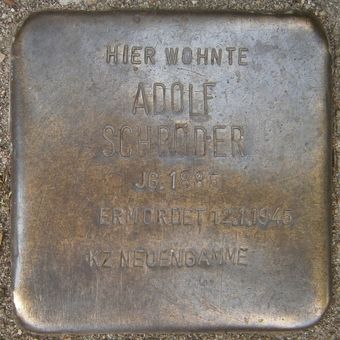 HIER WOHNTE
ADOLF
SCHRÖDER
JG. 1885
ERMORDET 12.1.1945
KZ NEUENGAMME